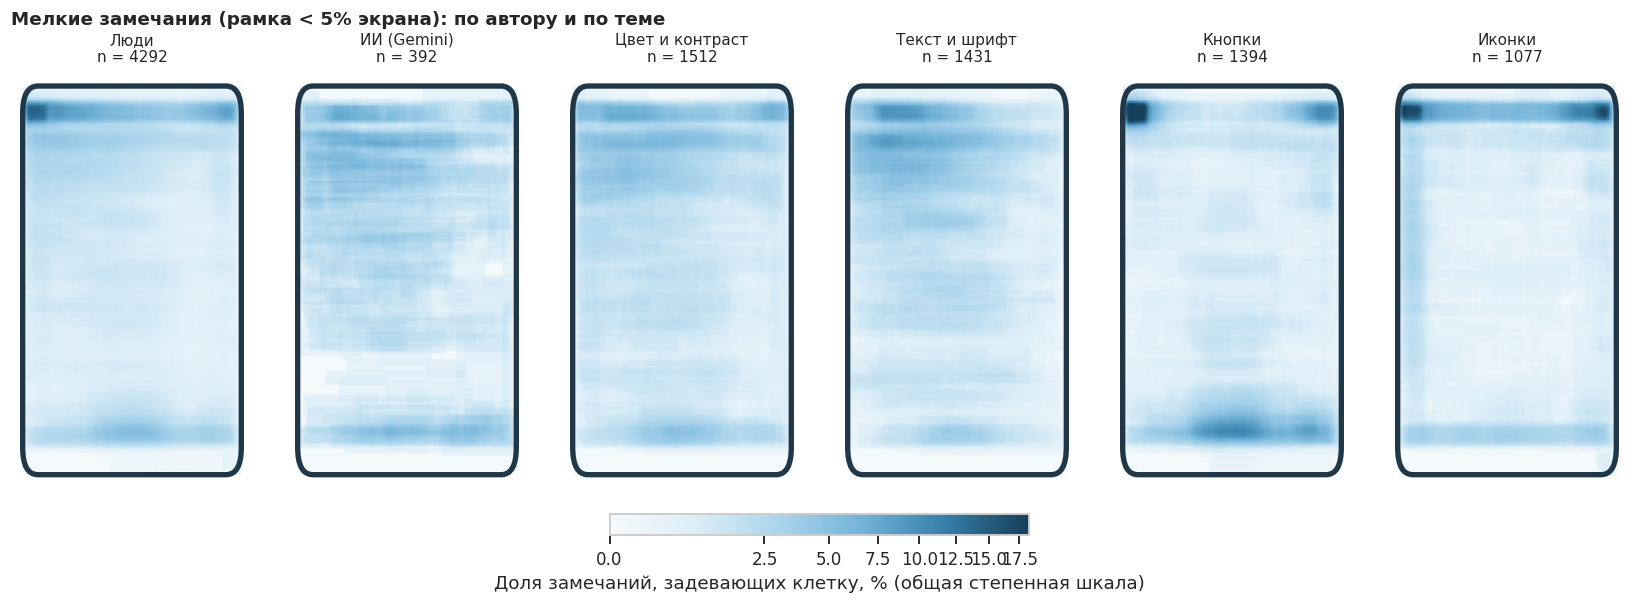 Мелкие замечания (рамка < 5% экрана): по автору и по теме
Люди
n = 4292
ИИ (Gemini)
n = 392
Цвет и контраст
n = 1512
Текст и шрифт
n = 1431
Кнопки
n = 1394
Иконки
n = 1077
0.0 2.5 5.0 7.5 10.0 12.5 15.0 17.5
Доля замечаний, задевающих клетку, % (общая степенная шкала)